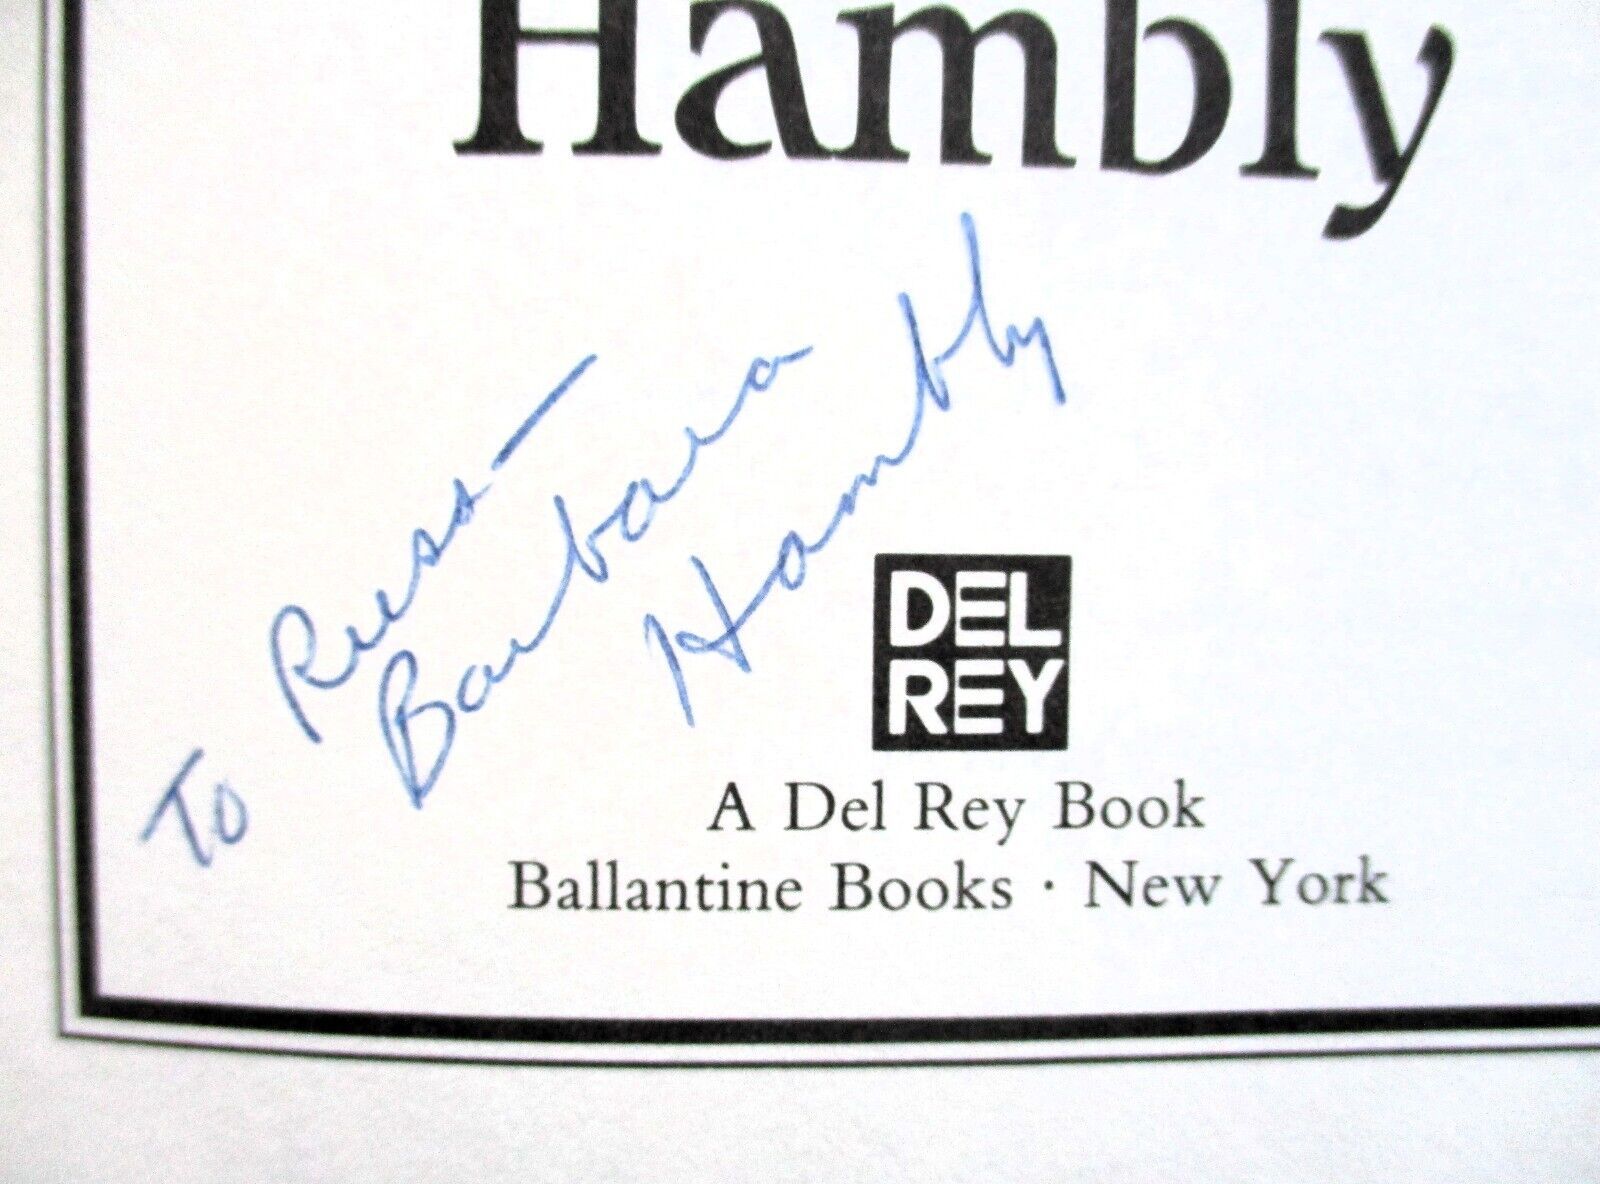 Hambly
To Russ—
Barbara
Hambly
DEL
REY
A Del Rey Book
Ballantine Books · New York